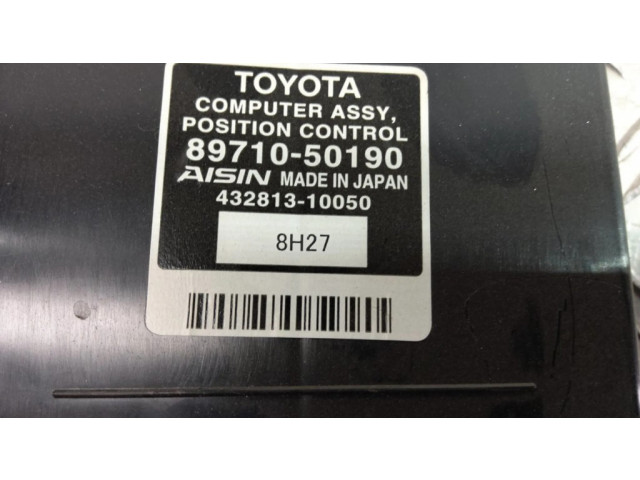 TOYOTA
COMPUTER ASSY,
POSITION CONTROL
89710-50190
AISIN MADE IN JAPAN
432813-10050
8H27